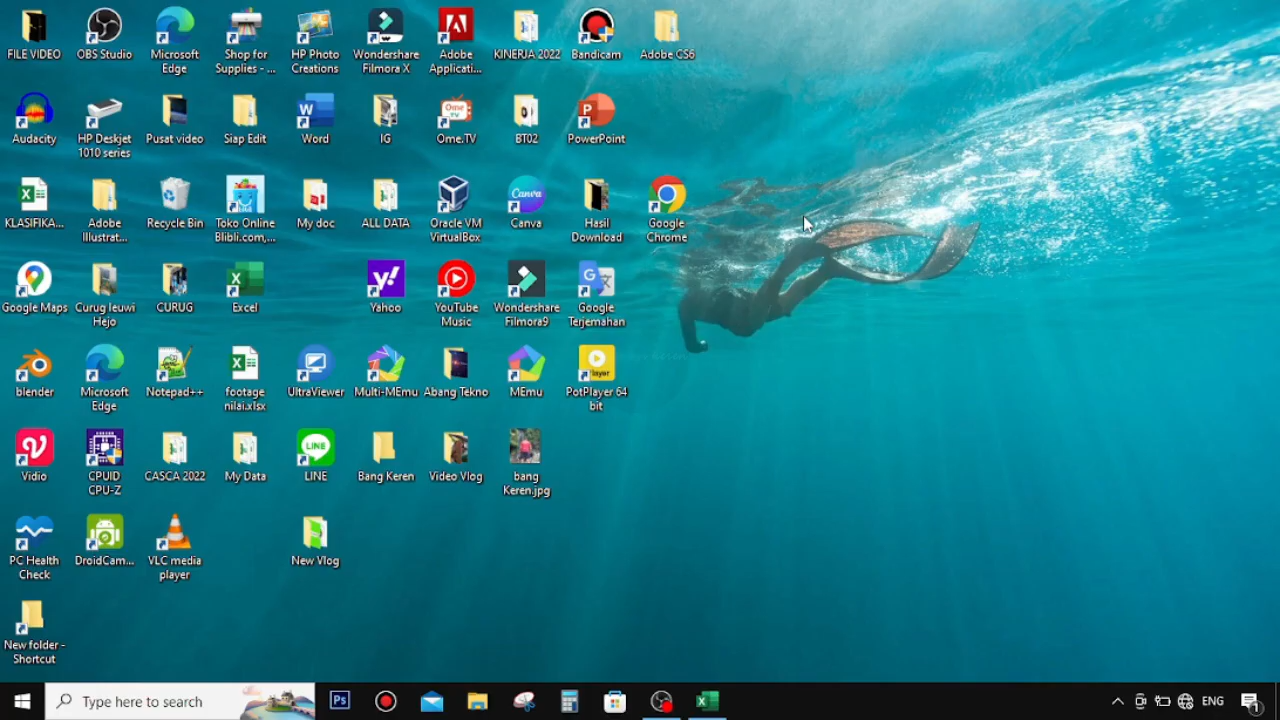 FILE VIDEO
OBS Studio
Microsoft
Edge
Shop for
Supplies - ...
HP Photo
Creations
Wondershare
Filmora X
Adobe
Applicati...
KINERJA 2022
Bandicam
Adobe CS6
Audacity
HP Deskjet
1010 series
Pusat video
Siap Edit
Word
IG
Ome.TV
BT02
PowerPoint
KLASIFIKA...
Adobe
Illustrat...
Recycle Bin
Toko Online
Blibli.com,...
My doc
ALL DATA
Oracle VM
VirtualBox
Canva
Hasil
Download
Google
Chrome
Google Maps
Curug leuwi
Hejo
CURUG
Excel
Yahoo
YouTube
Music
Wondershare
Filmora9
Google
Terjemahan
blender
Microsoft
Edge
Notepad++
footage
nilai.xlsx
UltraViewer
Multi-MEmu
Abang Tekno
MEmu
PotPlayer 64
bit
Vidio
CPUID
CPU-Z
CASCA 2022
My Data
LINE
Bang Keren
Video Vlog
bang
Keren.jpg
PC Health
Check
DroidCam...
VLC media
player
New Vlog
New folder -
Shortcut
Type here to search
Ps
ENG
1